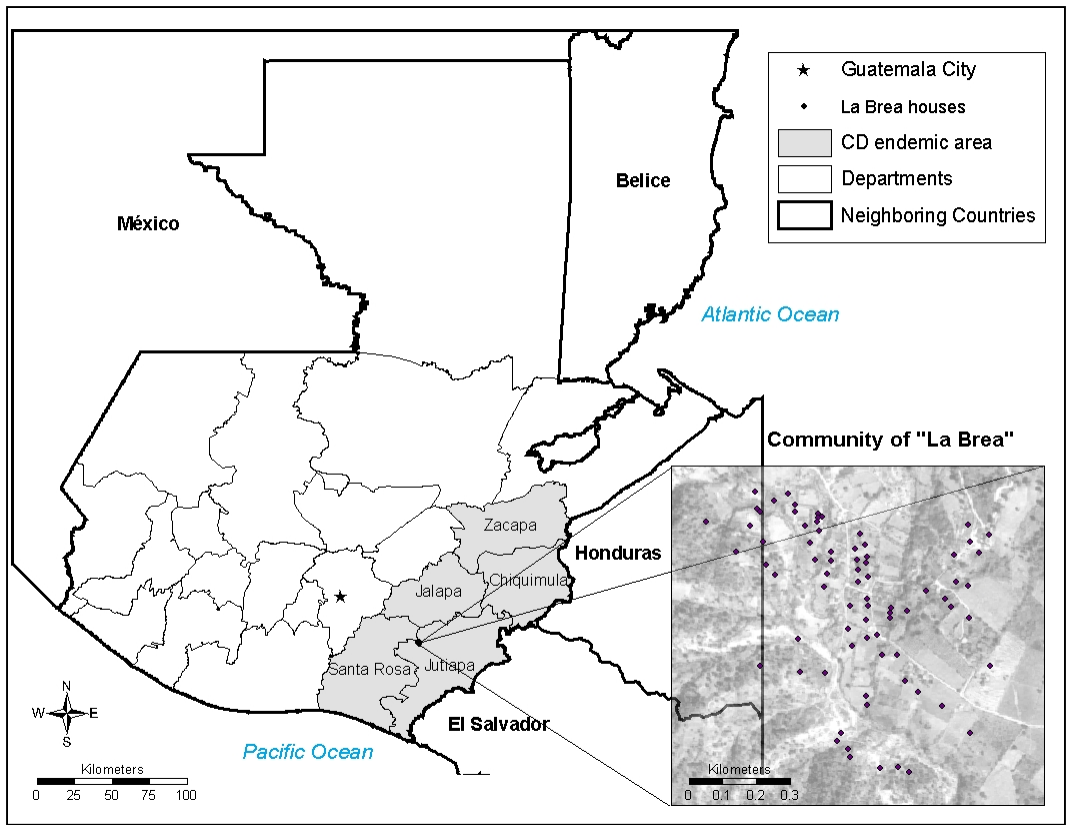 Guatemala City
La Brea houses
CD endemic area
Departments
Neighboring Countries
Belice
México
Atlantic Ocean
Community of "La Brea"
Zacapa
Honduras
Chiquimula
Jalapa
Santa Rosa
Jutiapa
El Salvador
Pacific Ocean
N
W E
S
Kilometers
0 25 50 75 100
Kilometers
0 0.1 0.2 0.3